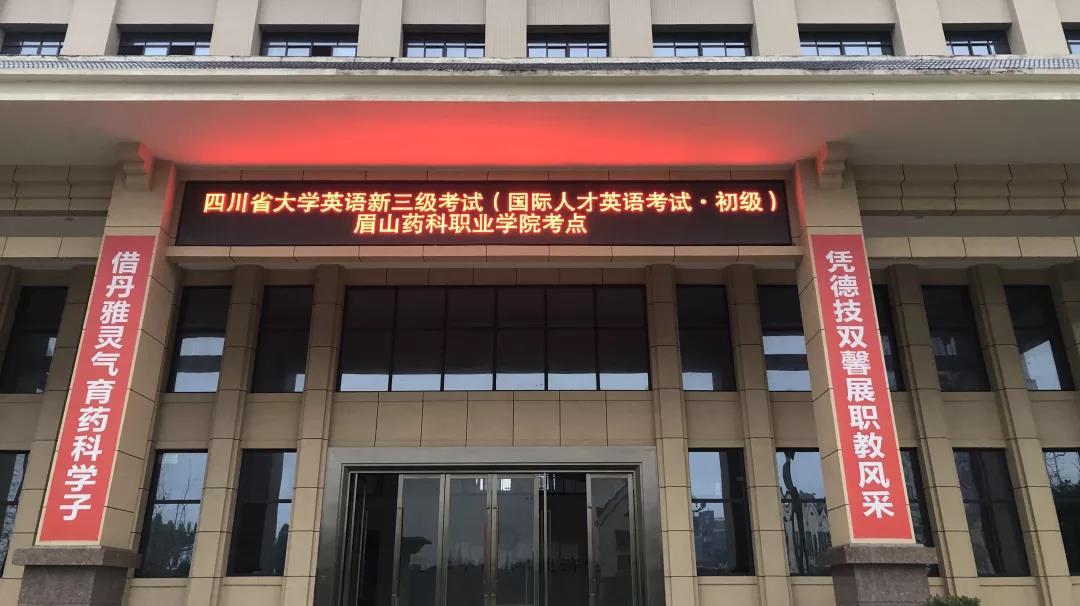 四川省大学英语新三级考试（国际人才英语考试·初级）
眉山药科职业学院考点
借丹雅灵气育药科学子
凭德技双馨展职教风采